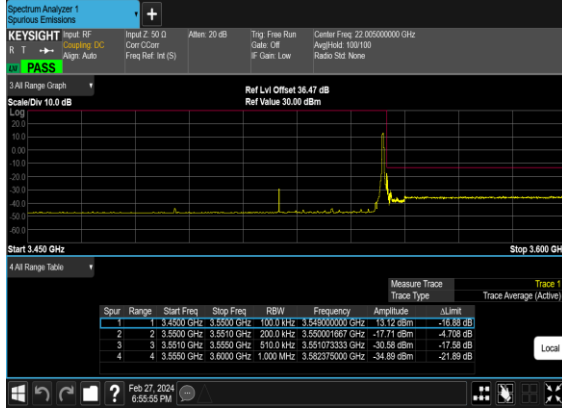 Spectrum Analyzer 1
Spurious Emissions
+
KEYSIGHT Input: RF Input Z: 50 Ω Atten: 20 dB Trig: Free Run Center Freq: 22.005000000 GHz
R T Coupling: DC Corr CCorr Gate: Off Avg|Hold: 100/100
Align: Auto Freq Ref: Int (S) IF Gain: Low Radio Std: None
PASS
3 All Range Graph Ref Lvl Offset 36.47 dB
Scale/Div 10.0 dB Ref Value 30.00 dBm
Log
20.0
10.0
0.00
-10.0
-20.0
-30.0
-40.0
-50.0
-60.0
Start 3.450 GHz Stop 3.600 GH
4 All Range Table
Measure Trace Trace 1
Trace Type Trace Average (Active)
Spur Range Start Freq Stop Freq RBW Frequency Amplitude ΔLimit
1 1 3.4500 GHz 3.5500 GHz 100.0 kHz 3.549000000 GHz 13.12 dBm -16.88 dB
2 2 3.5500 GHz 3.5510 GHz 200.0 kHz 3.550001667 GHz -17.71 dBm -4.708 dB
3 3 3.5510 GHz 3.5550 GHz 510.0 kHz 3.551073333 GHz -30.58 dBm -17.58 dB
4 4 3.5550 GHz 3.6000 GHz 1.000 MHz 3.582375000 GHz -34.89 dBm -21.89 dB
Local
? Feb 27, 2024
6:55:55 PM